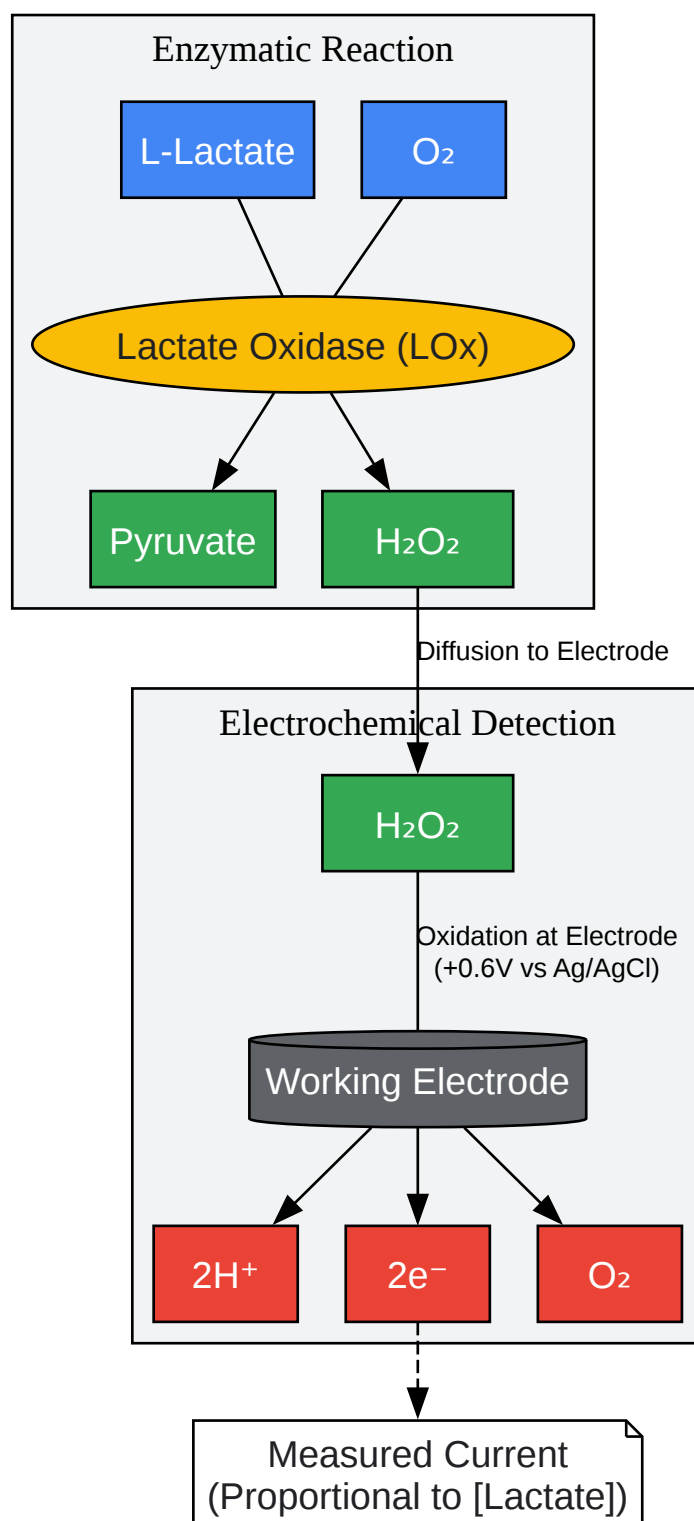 Enzymatic Reaction
L-Lactate
O₂
Lactate Oxidase (LOx)
Pyruvate
H₂O₂
Diffusion to Electrode
Electrochemical Detection
H₂O₂
Oxidation at Electrode
(+0.6V vs Ag/AgCl)
Working Electrode
2H⁺
2e⁻
O₂
Measured Current
(Proportional to [Lactate])